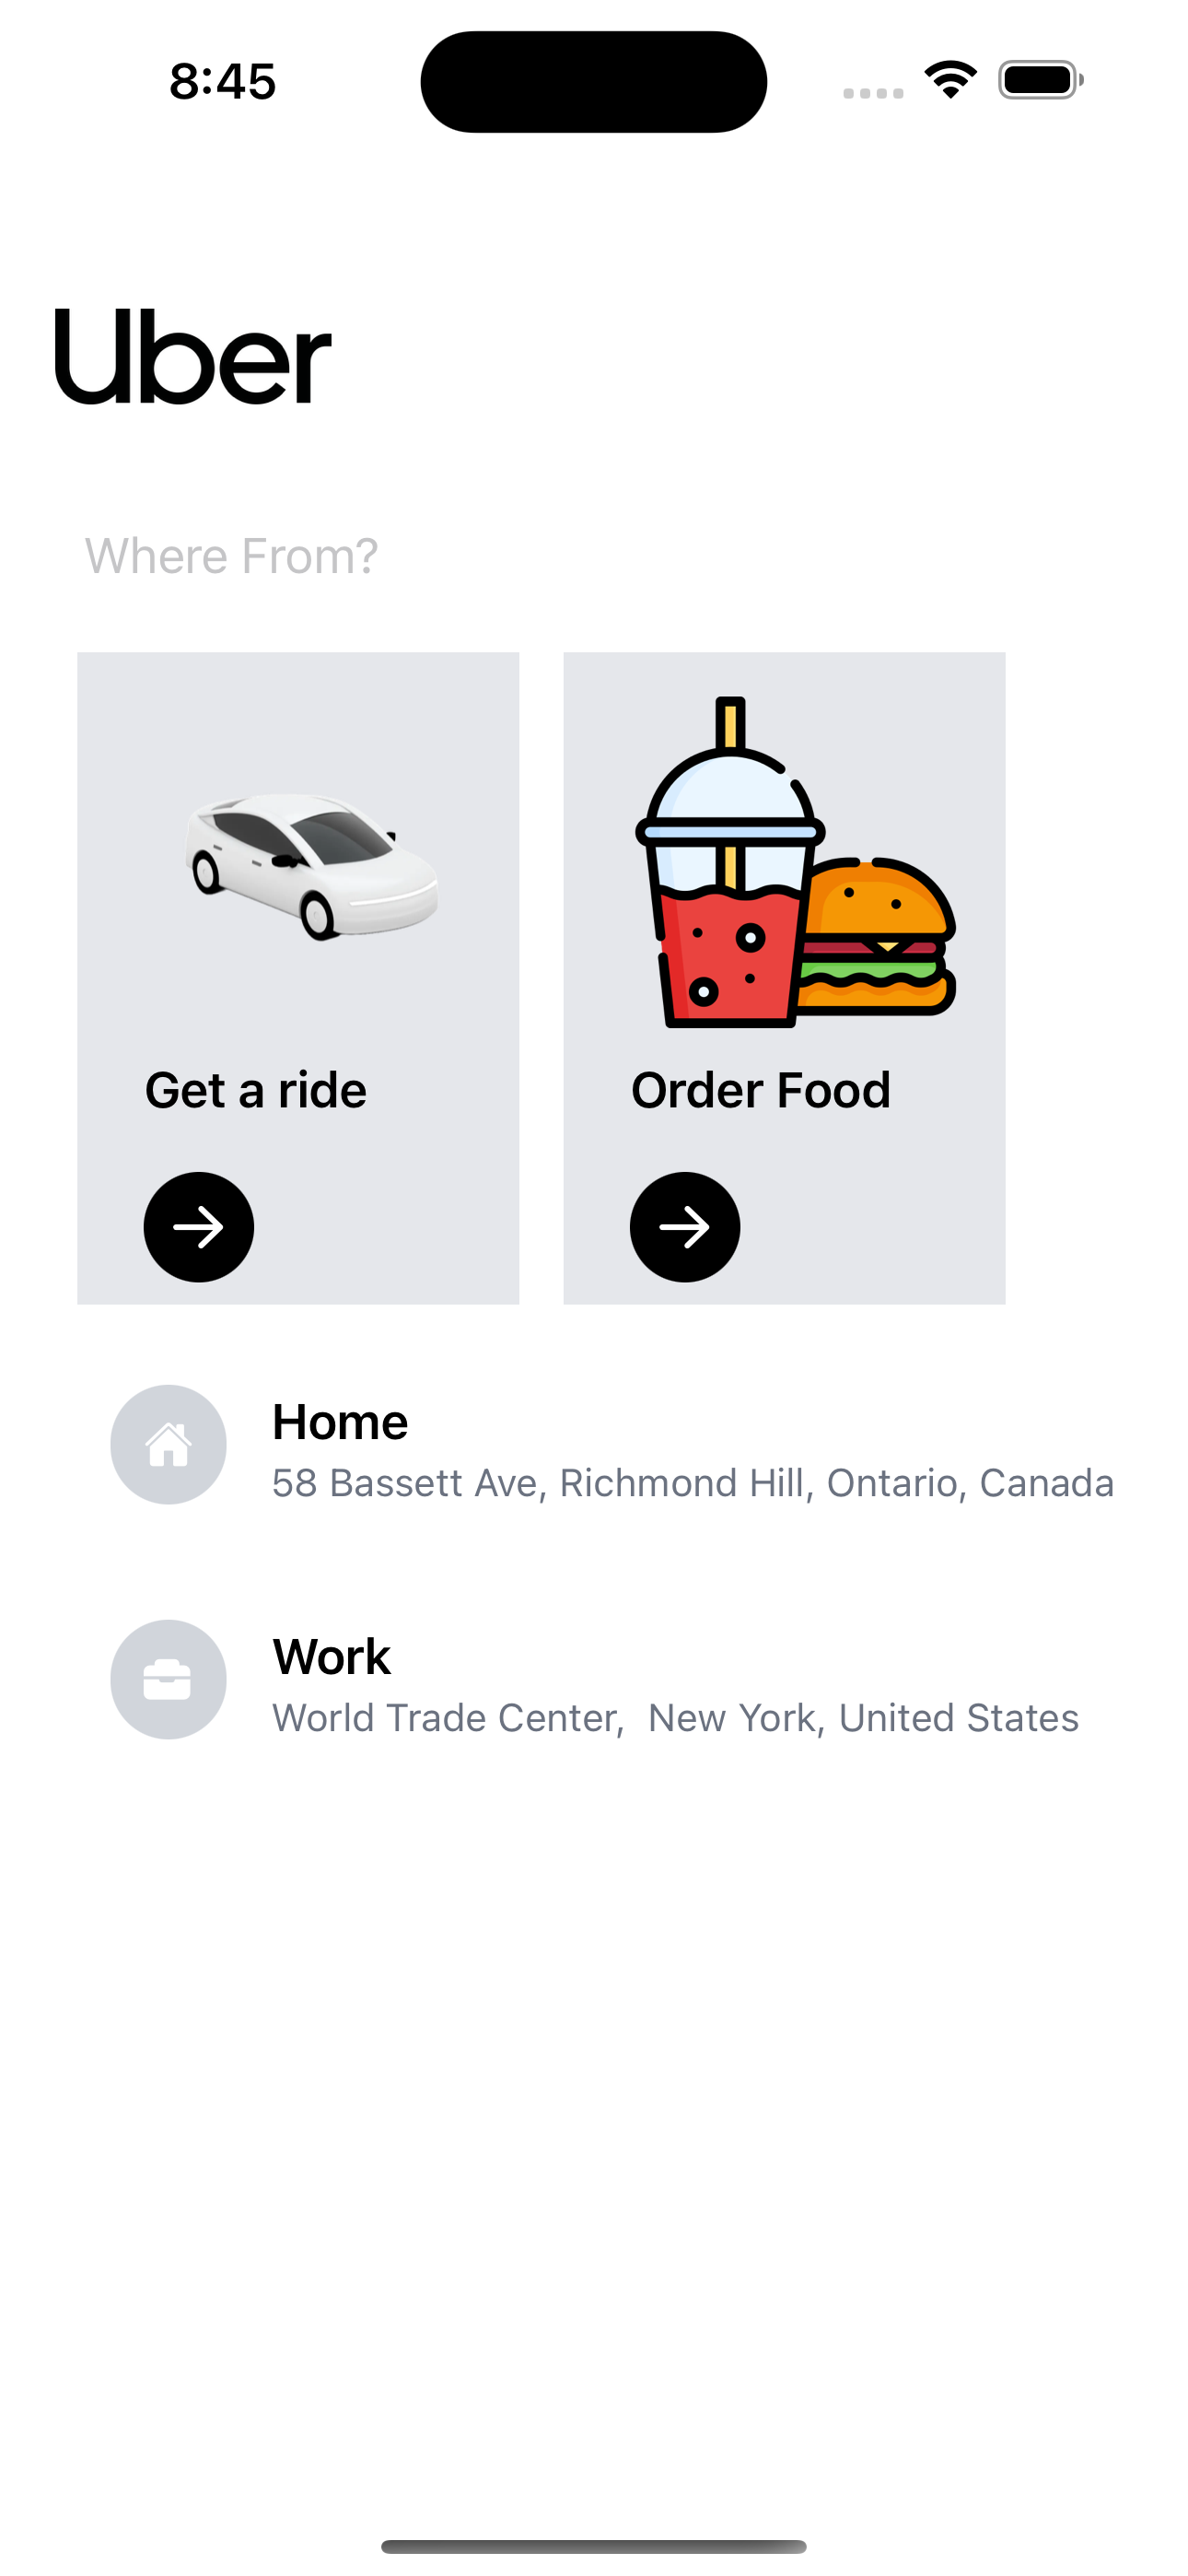 8:45
Uber
Where From?
Get a ride
Order Food
Home
58 Bassett Ave, Richmond Hill, Ontario, Canada
Work
World Trade Center,  New York, United States